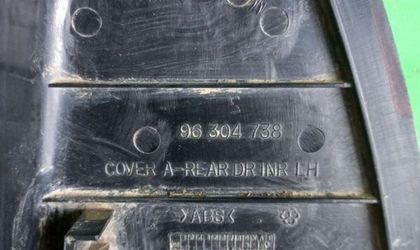 96 304 738
COVER A-REAR DR INR LH
>ABS<